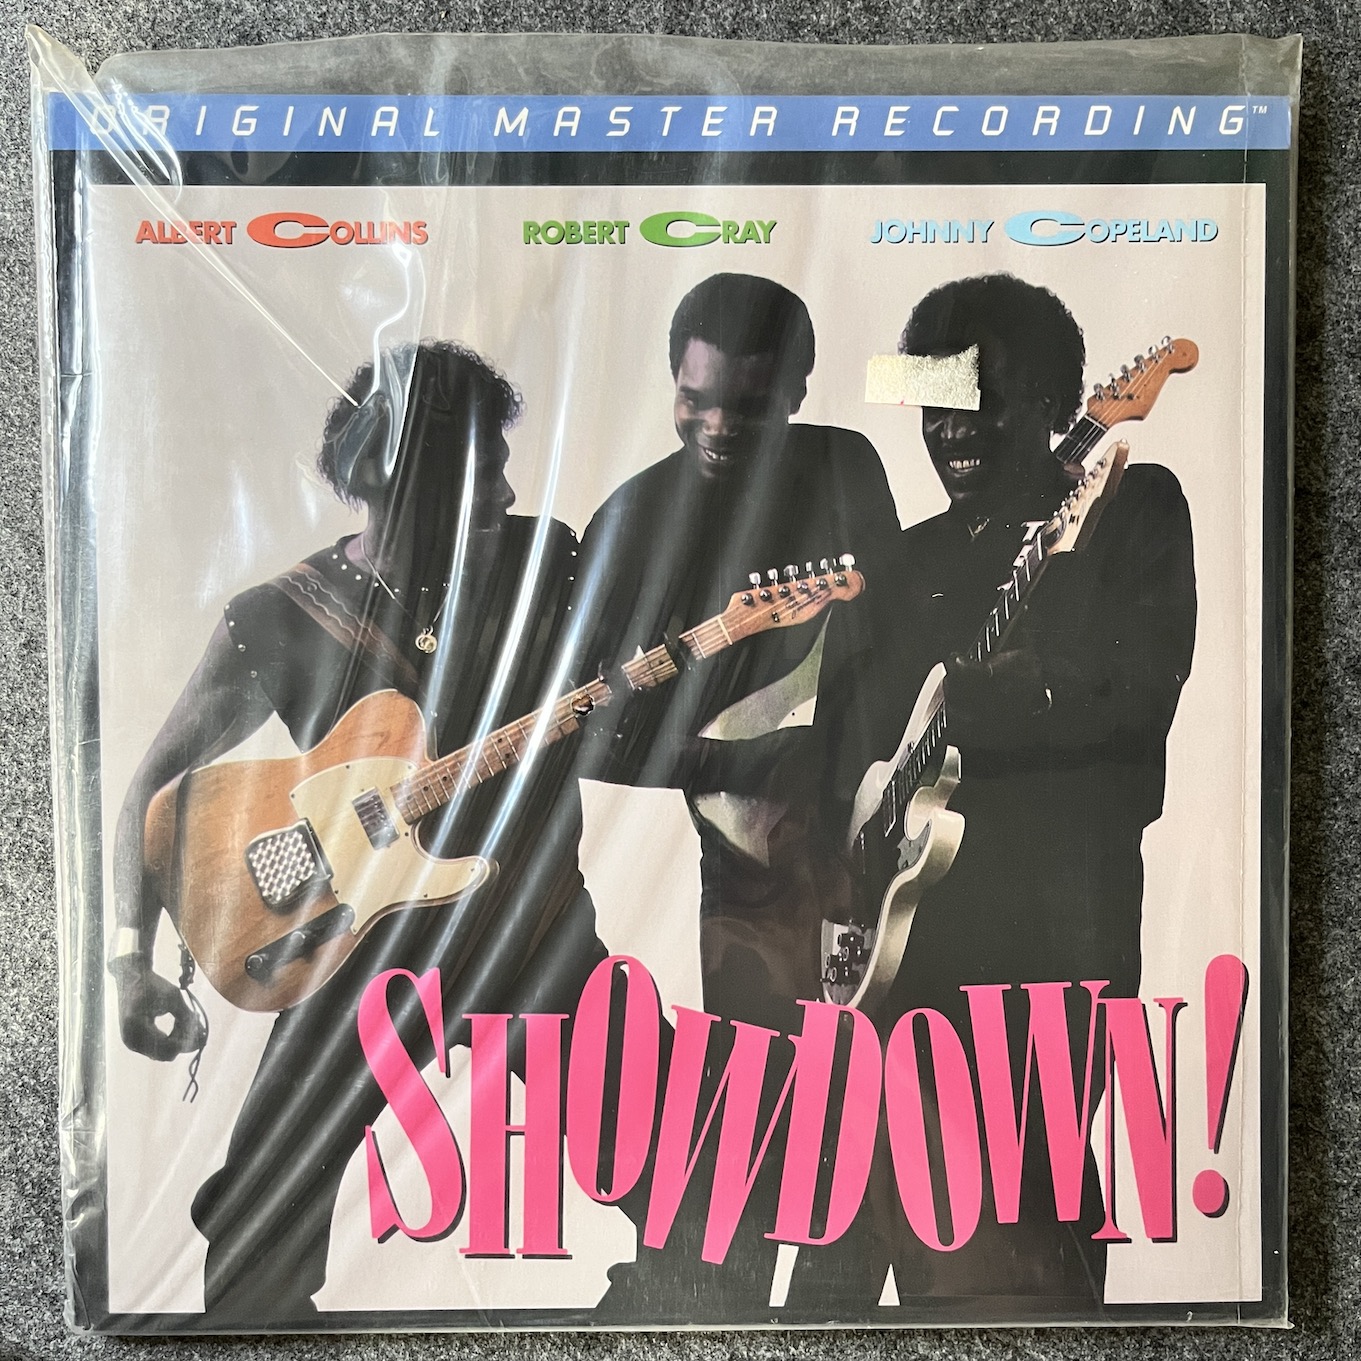 ORIGINAL MASTER RECORDING™
ALBERT COLLINS ROBERT CRAY JOHNNY COPELAND
SHOWDOWN!